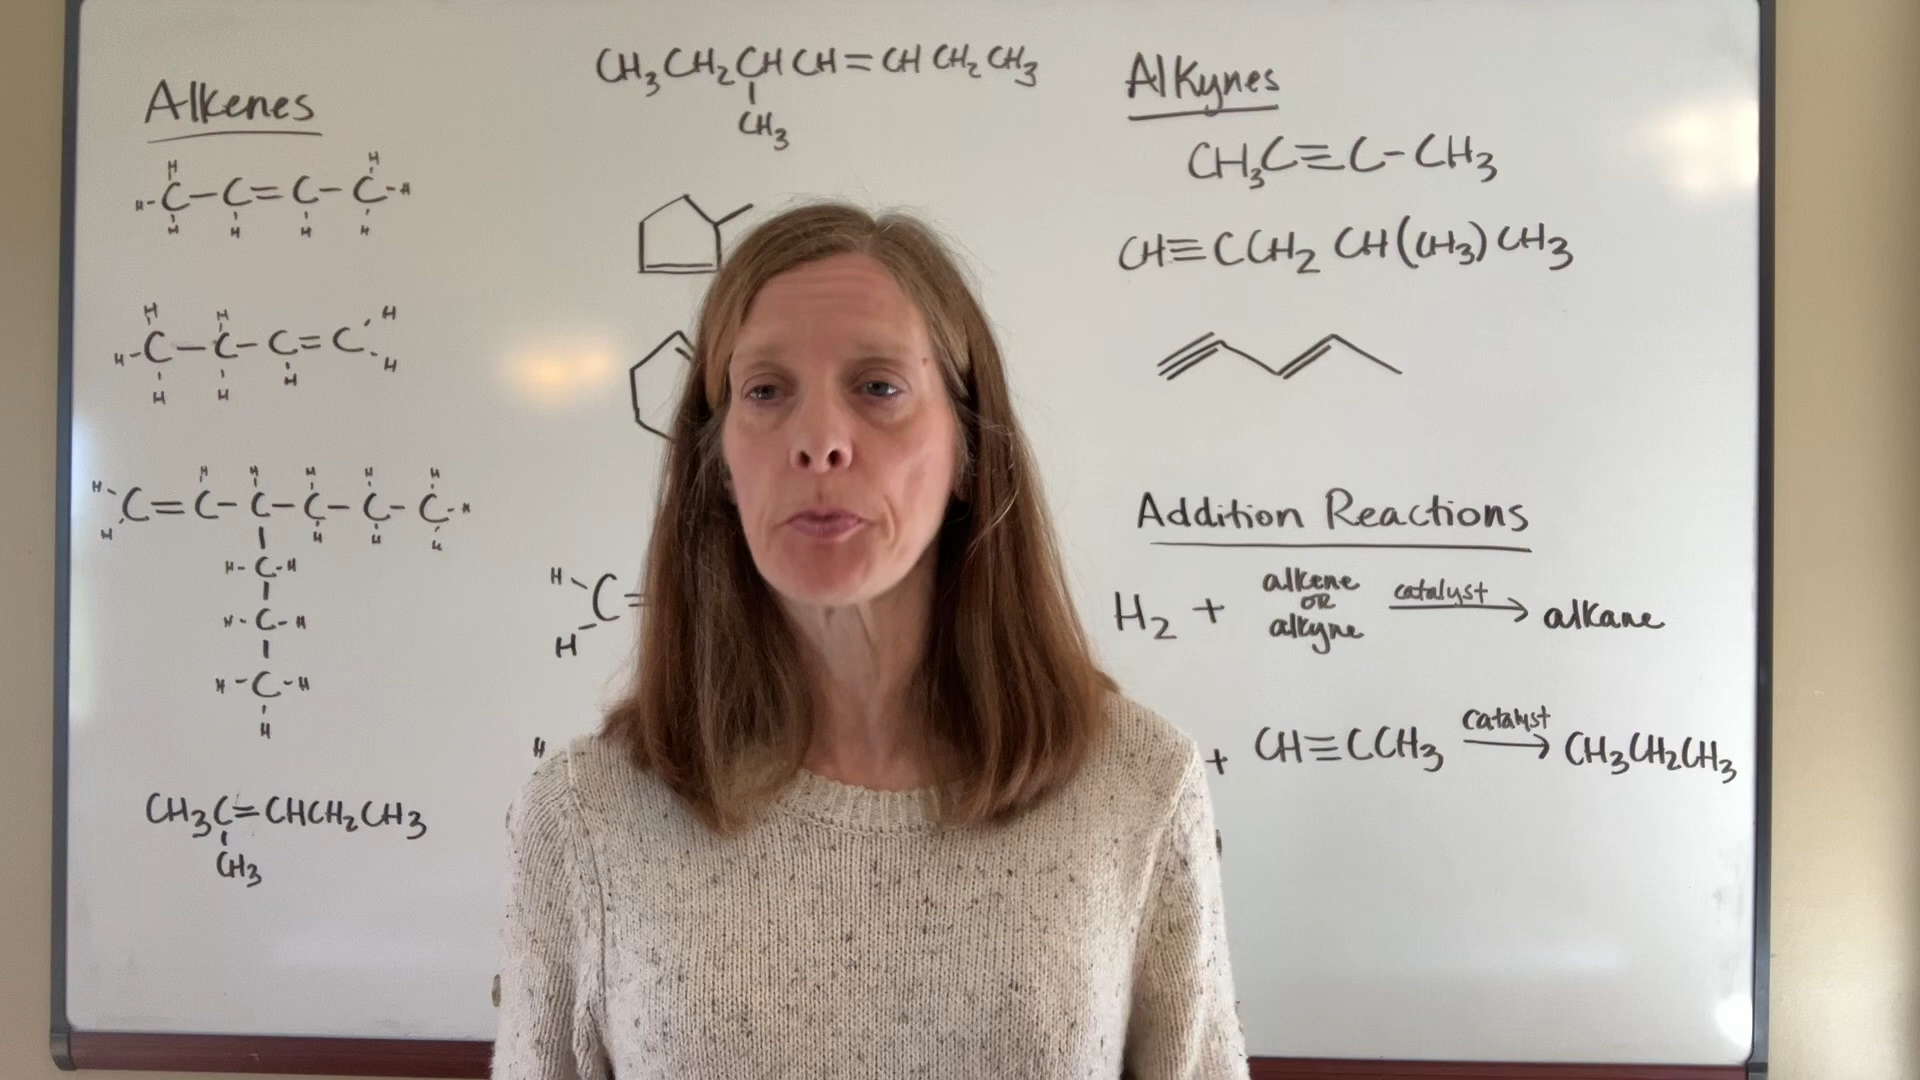 Alkenes
H H
H-C-C=C-C-H
H H H H
H H H
H-C-C-C=C
H H H H
H H H H H H
C=C-C-C-C-C-H
H H H H
H-C-H
H-C-H
H-C-H
H
CH₃C=CHCH₂CH₃
CH₃
CH₃CH₂CHCH=CHCH₂CH₃
CH₃
H
C=
H
H
Alkynes
CH₃C≡C-CH₃
CH≡CCH₂CH(CH₃)CH₃
Addition Reactions
H₂ + alkene OR alkyne catalyst → alkane
+ CH≡CCH₃ catalyst → CH₃CH₂CH₃